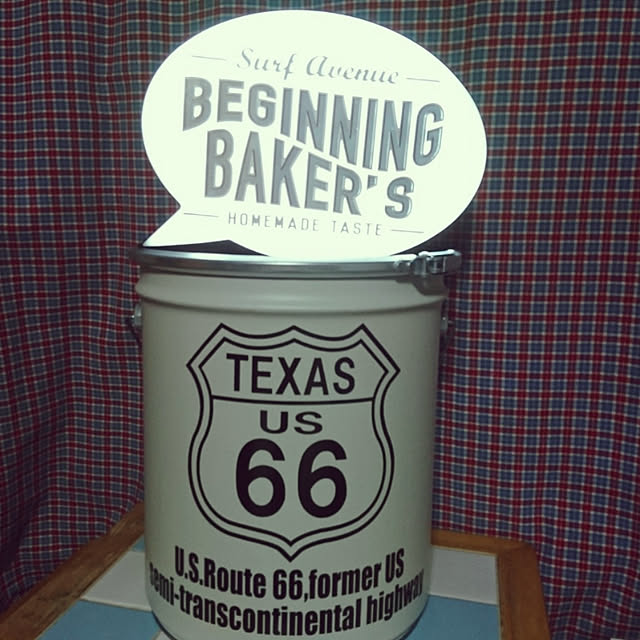 Surf Avenue
BEGINNING
BAKER'S
HOMEMADE TASTE
TEXAS
US
66
U.S.Route 66,former US
semi-transcontinental highway